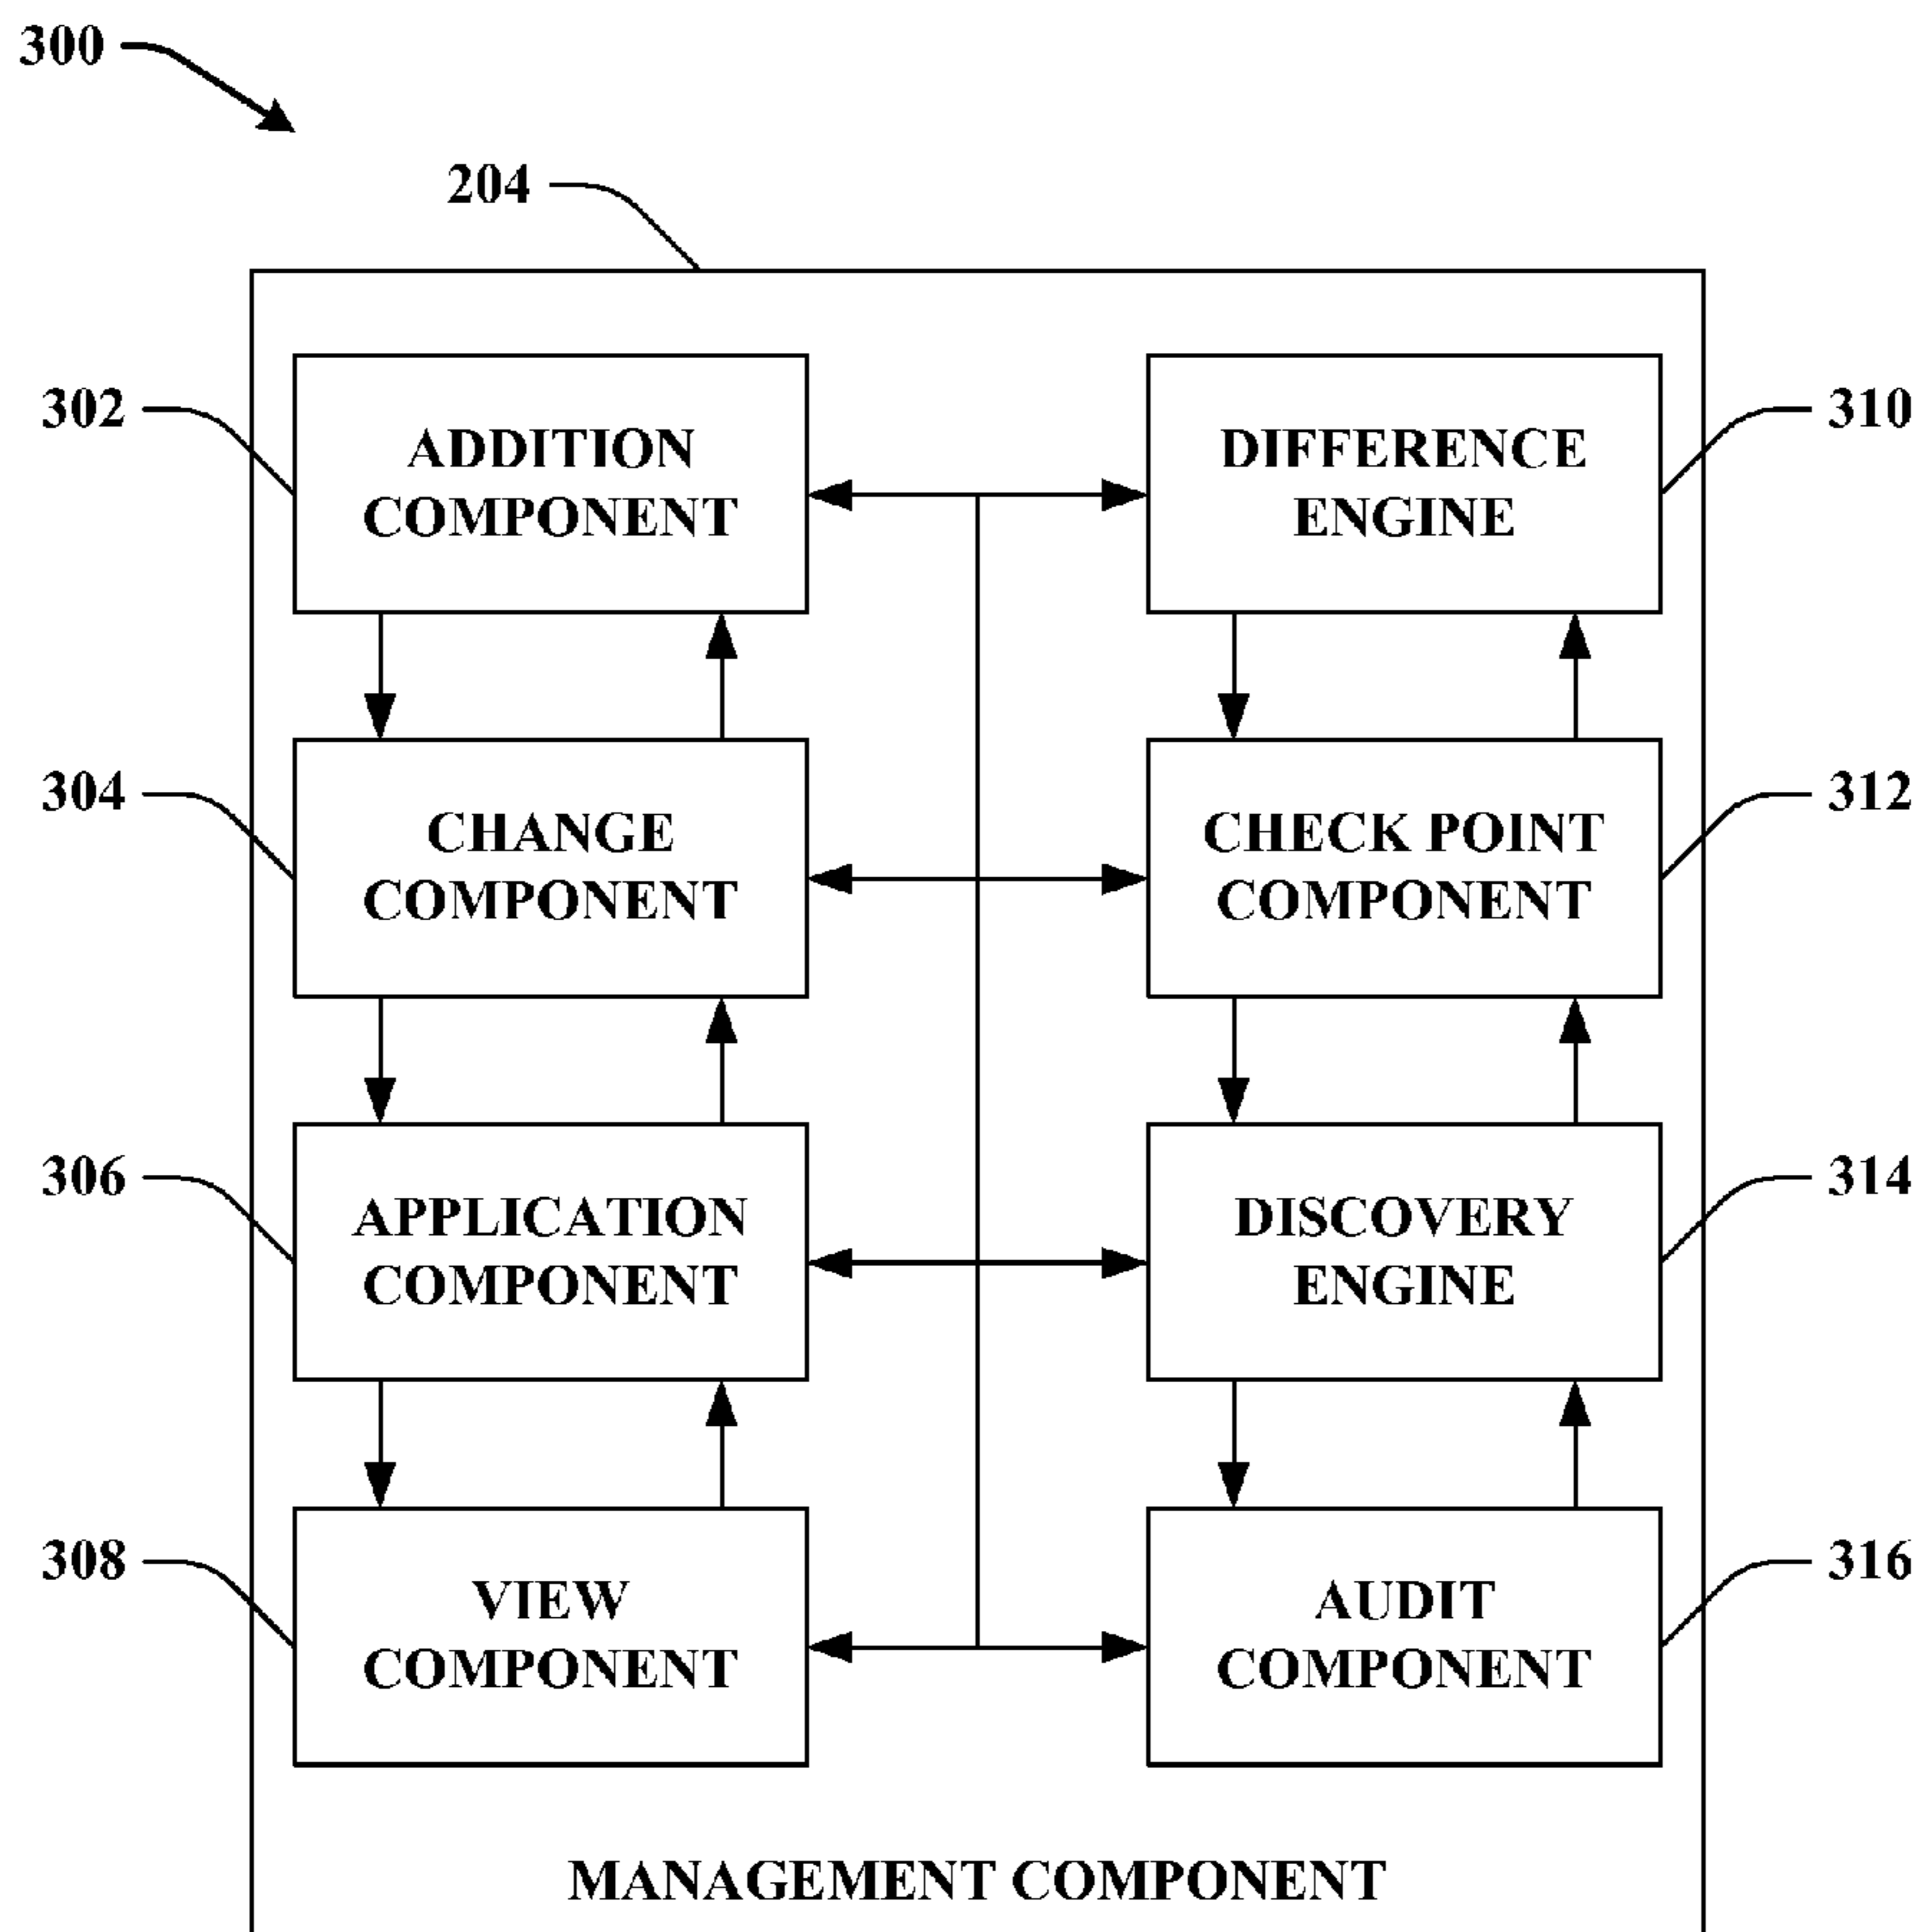 300
204
302
ADDITION
COMPONENT
DIFFERENCE
ENGINE
310
304
CHANGE
COMPONENT
CHECK POINT
COMPONENT
312
306
APPLICATION
COMPONENT
DISCOVERY
ENGINE
314
308
VIEW
COMPONENT
AUDIT
COMPONENT
316
MANAGEMENT COMPONENT